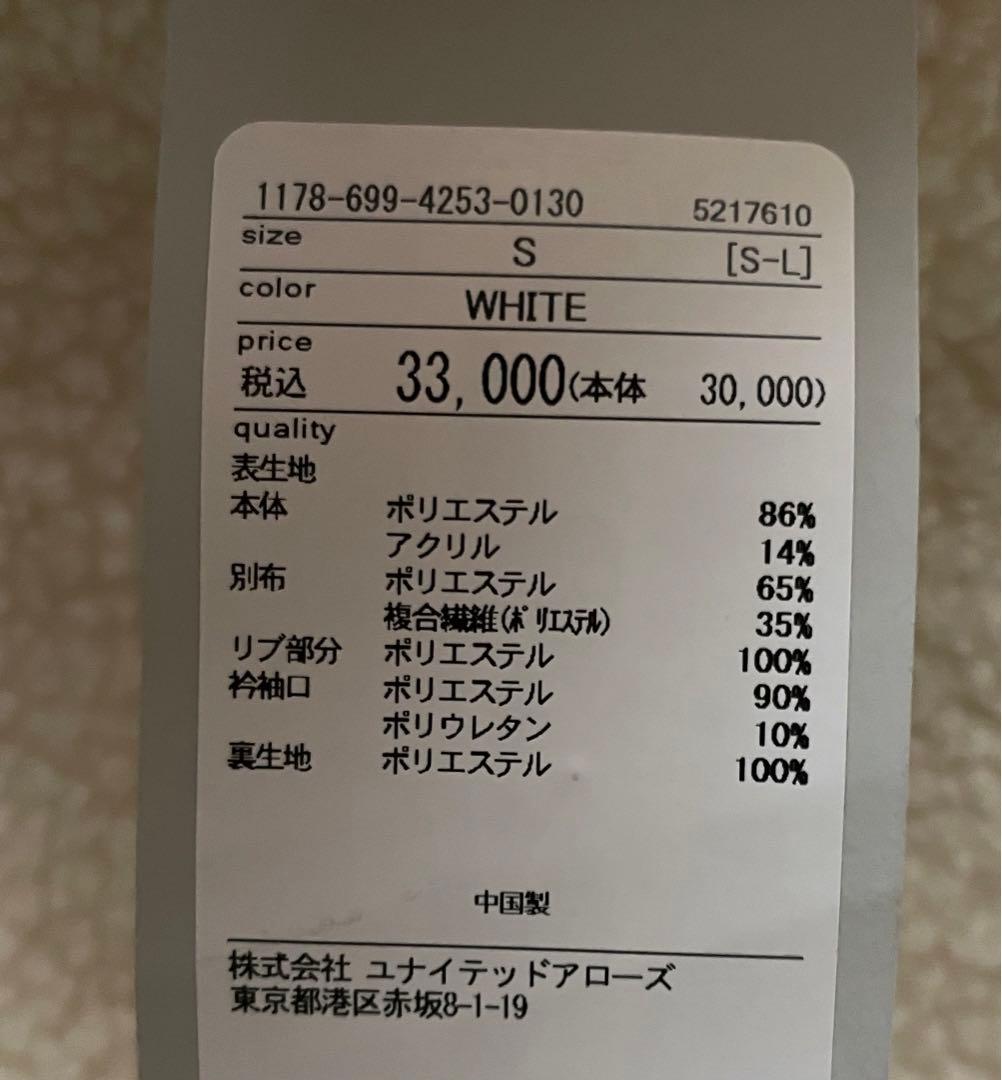 1178-699-4253-0130 5217610
size S [S-L]
color WHITE
price
税込 33,000(本体 30,000)
quality
表生地
本体 ポリエステル 86%
アクリル 14%
別布 ポリエステル 65%
複合繊維(ポリエステル) 35%
リブ部分 ポリエステル 100%
衿袖口 ポリエステル 90%
ポリウレタン 10%
裏生地 ポリエステル 100%
中国製
株式会社 ユナイテッドアローズ
東京都港区赤坂8-1-19